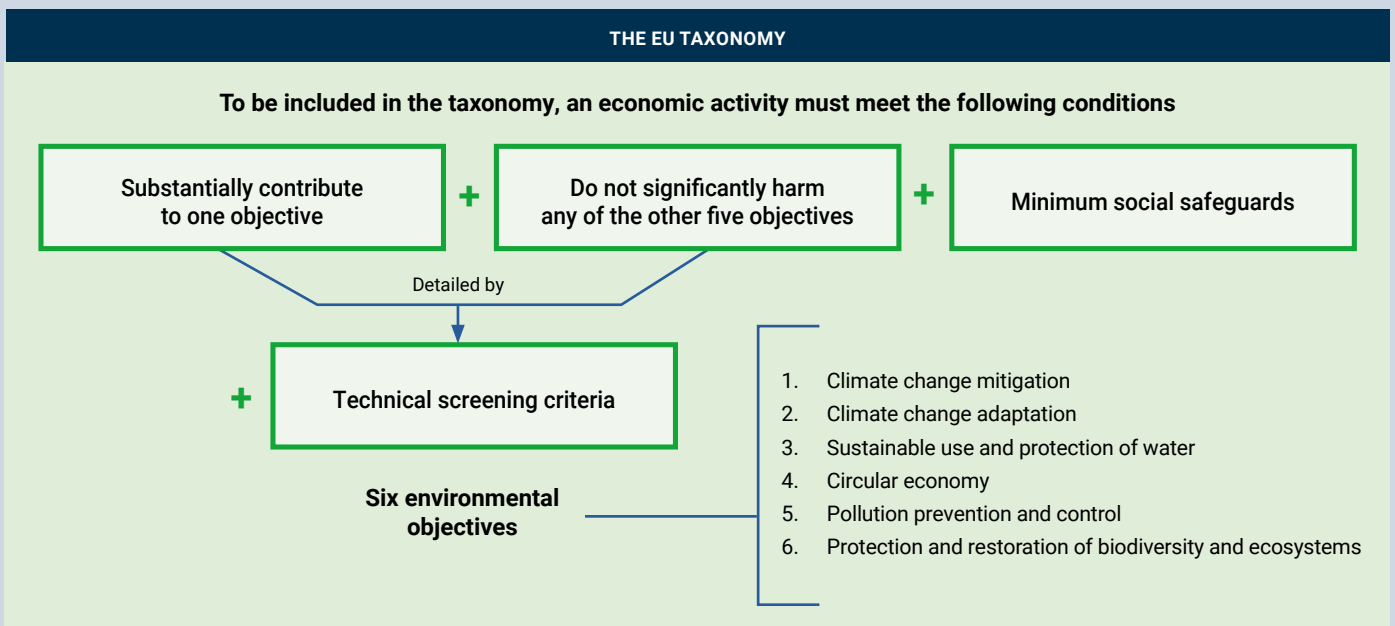 THE EU TAXONOMY
To be included in the taxonomy, an economic activity must meet the following conditions
Substantially contribute
to one objective
+
Do not significantly harm
any of the other five objectives
+
Minimum social safeguards
Detailed by
+
Technical screening criteria
Six environmental
objectives
1. Climate change mitigation
2. Climate change adaptation
3. Sustainable use and protection of water
4. Circular economy
5. Pollution prevention and control
6. Protection and restoration of biodiversity and ecosystems